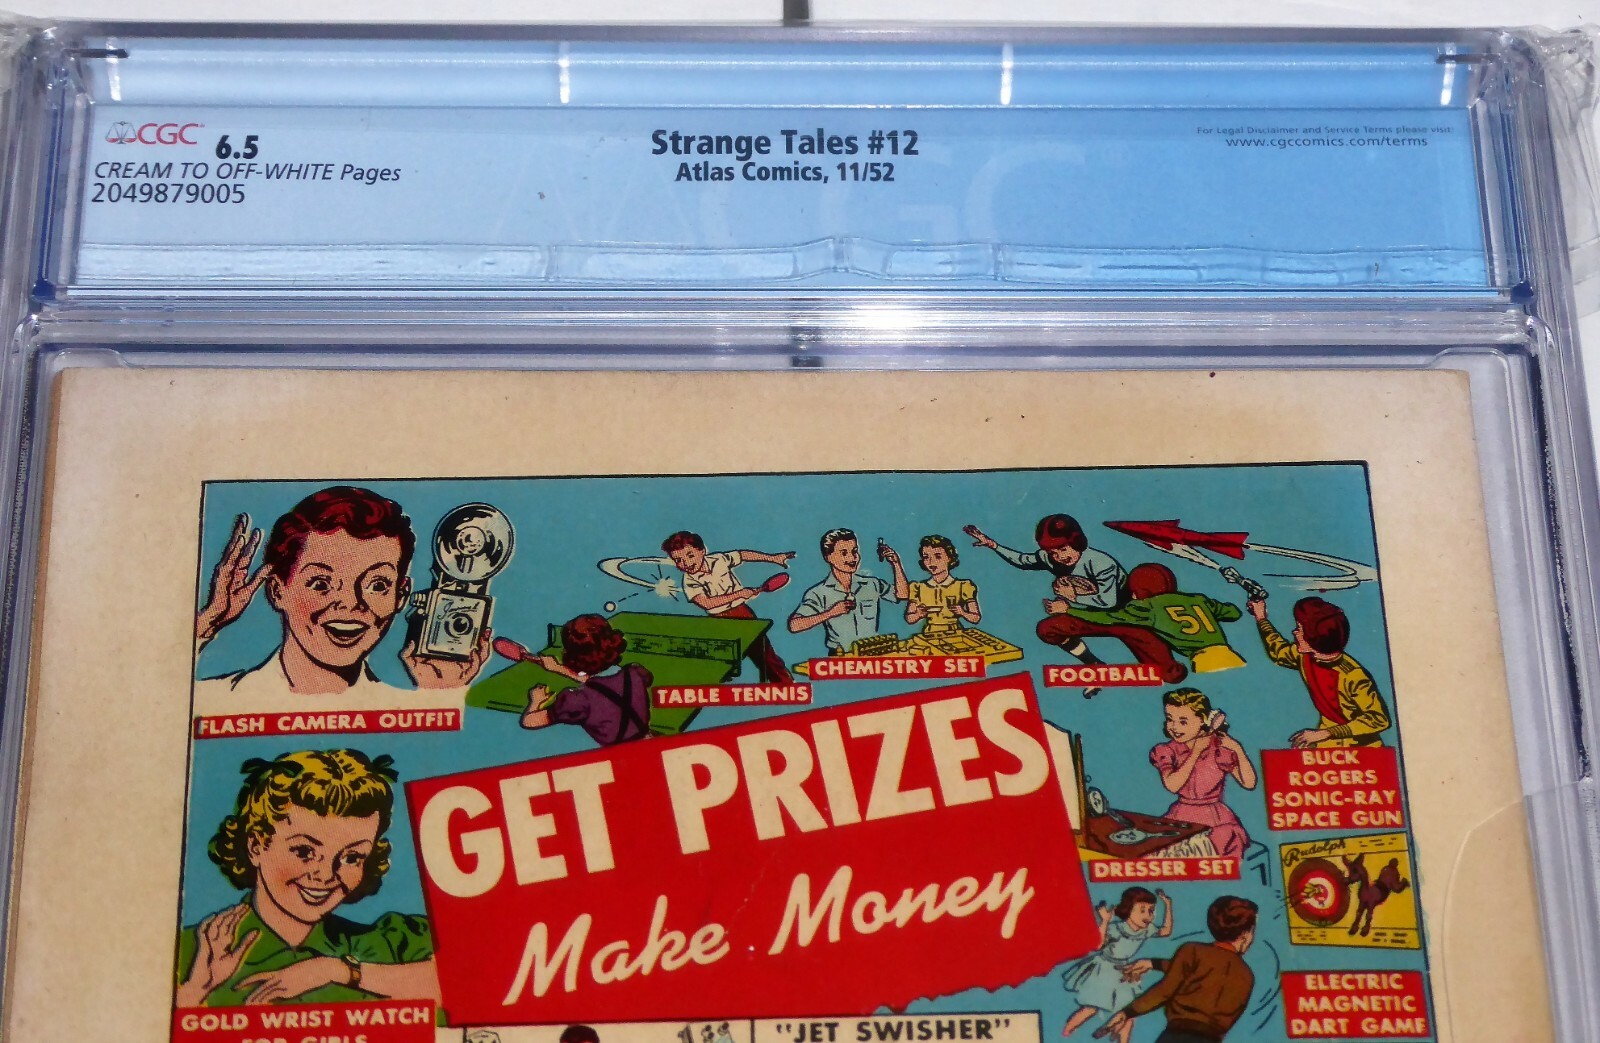 CGC 6.5
CREAM TO OFF-WHITE Pages
2049879005
Strange Tales #12
Atlas Comics, 11/52
For Legal Disclaimer and Service Terms please visit:
www.cgccomics.com/terms
CGC
FLASH CAMERA OUTFIT
TABLE TENNIS
CHEMISTRY SET
51
FOOTBALL
BUCK
ROGERS
SONIC-RAY
SPACE GUN
GET PRIZES
Make Money
DRESSER SET
Rudolph
GOLD WRIST WATCH
FOR GIRLS
"JET SWISHER"
ELECTRIC
MAGNETIC
DART GAME